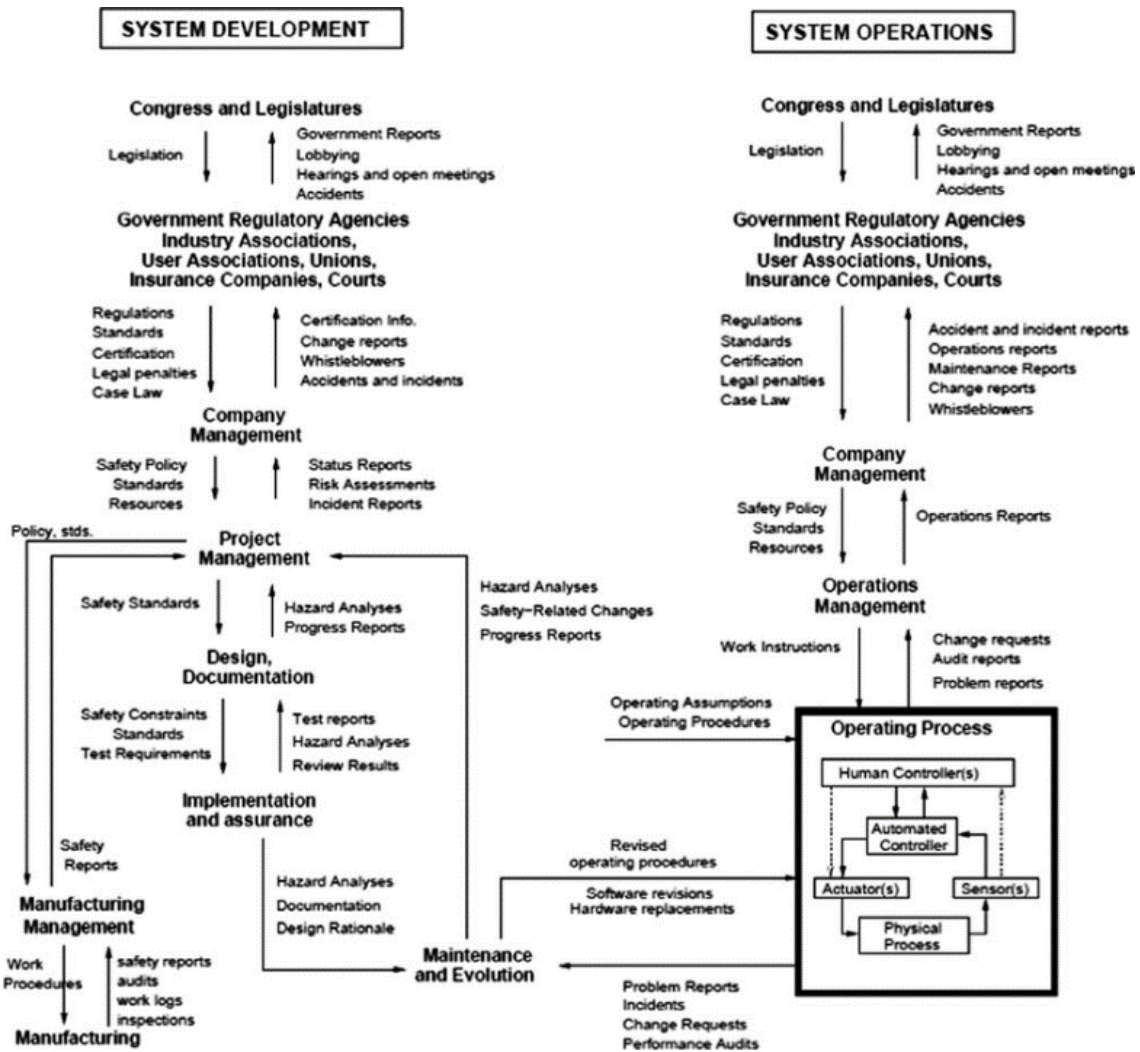 SYSTEM DEVELOPMENT
Congress and Legislatures
Legislation
Government Reports
Lobbying
Hearings and open meetings
Accidents
Government Regulatory Agencies
Industry Associations,
User Associations, Unions,
Insurance Companies, Courts
Regulations
Standards
Certification
Legal penalties
Case Law
Certification Info.
Change reports
Whistleblowers
Accidents and incidents
Company
Management
Safety Policy
Standards
Resources
Status Reports
Risk Assessments
Incident Reports
Policy, stds.
Project
Management
Safety Standards
Hazard Analyses
Progress Reports
Hazard Analyses
Safety-Related Changes
Progress Reports
Design,
Documentation
Safety Constraints
Standards
Test Requirements
Test reports
Hazard Analyses
Review Results
Implementation
and assurance
Safety
Reports
Hazard Analyses
Documentation
Design Rationale
Manufacturing
Management
Work
Procedures
safety reports
audits
work logs
inspections
Manufacturing
Maintenance
and Evolution
SYSTEM OPERATIONS
Congress and Legislatures
Legislation
Government Reports
Lobbying
Hearings and open meetings
Accidents
Government Regulatory Agencies
Industry Associations,
User Associations, Unions,
Insurance Companies, Courts
Regulations
Standards
Certification
Legal penalties
Case Law
Accident and incident reports
Operations reports
Maintenance Reports
Change reports
Whistleblowers
Company
Management
Safety Policy
Standards
Resources
Operations Reports
Operations
Management
Work Instructions
Change requests
Audit reports
Problem reports
Operating Assumptions
Operating Procedures
Operating Process
Human Controller(s)
Automated
Controller
Actuator(s)
Sensor(s)
Physical
Process
Revised
operating procedures
Software revisions
Hardware replacements
Problem Reports
Incidents
Change Requests
Performance Audits